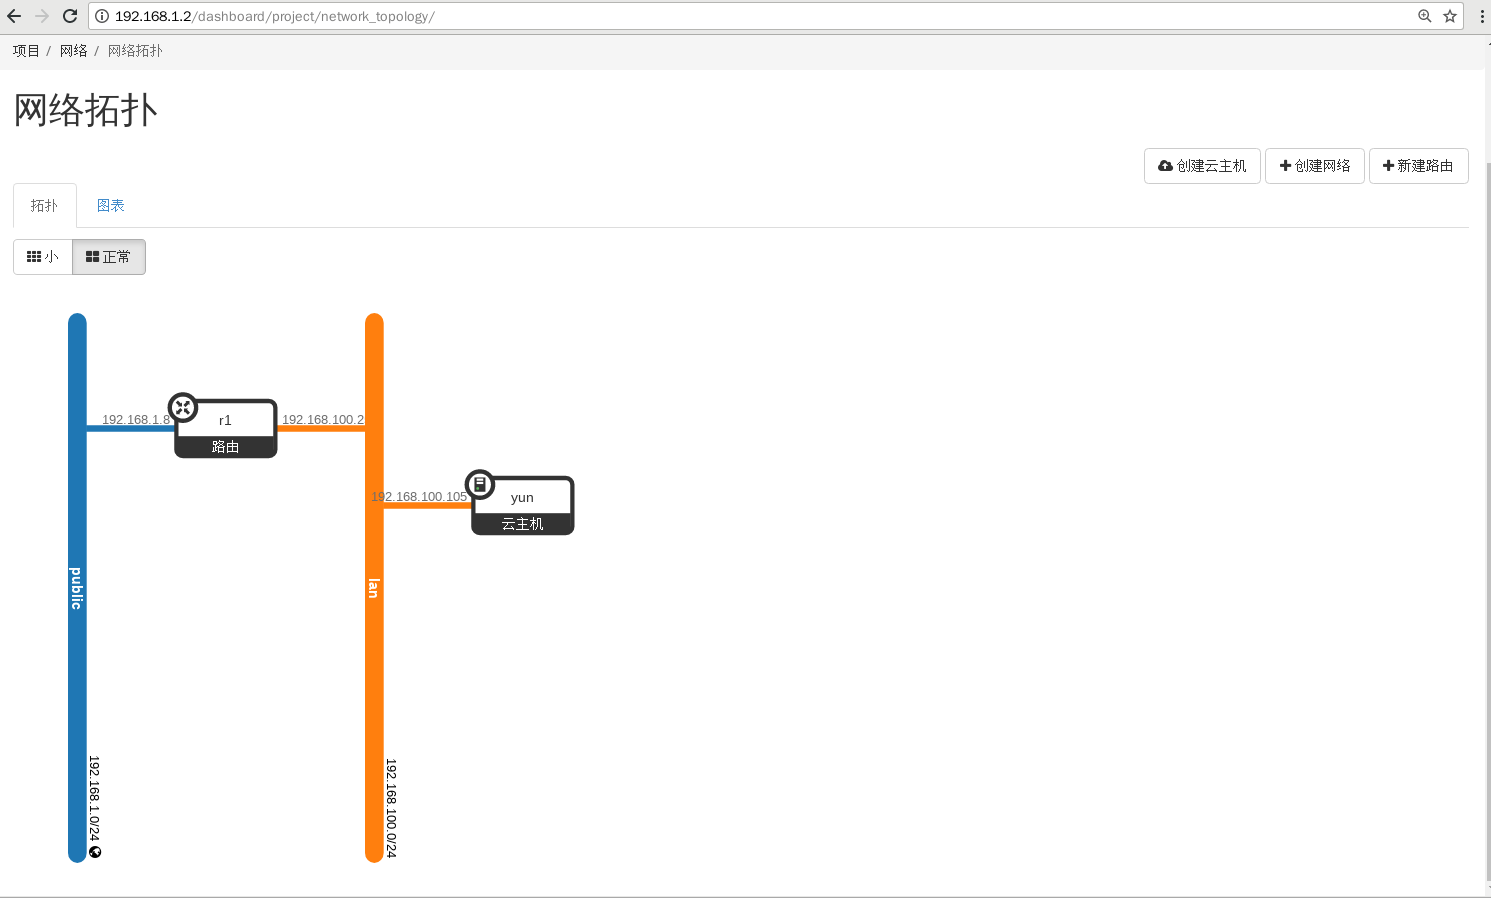 192.168.1.2/dashboard/project/network_topology/
项目 / 网络 / 网络拓扑
网络拓扑
创建云主机 创建网络 新建路由
拓扑 图表
小 正常
192.168.1.8 r1 192.168.100.2
路由
192.168.100.105 yun
云主机
public
lan
192.168.1.0/24
192.168.100.0/24